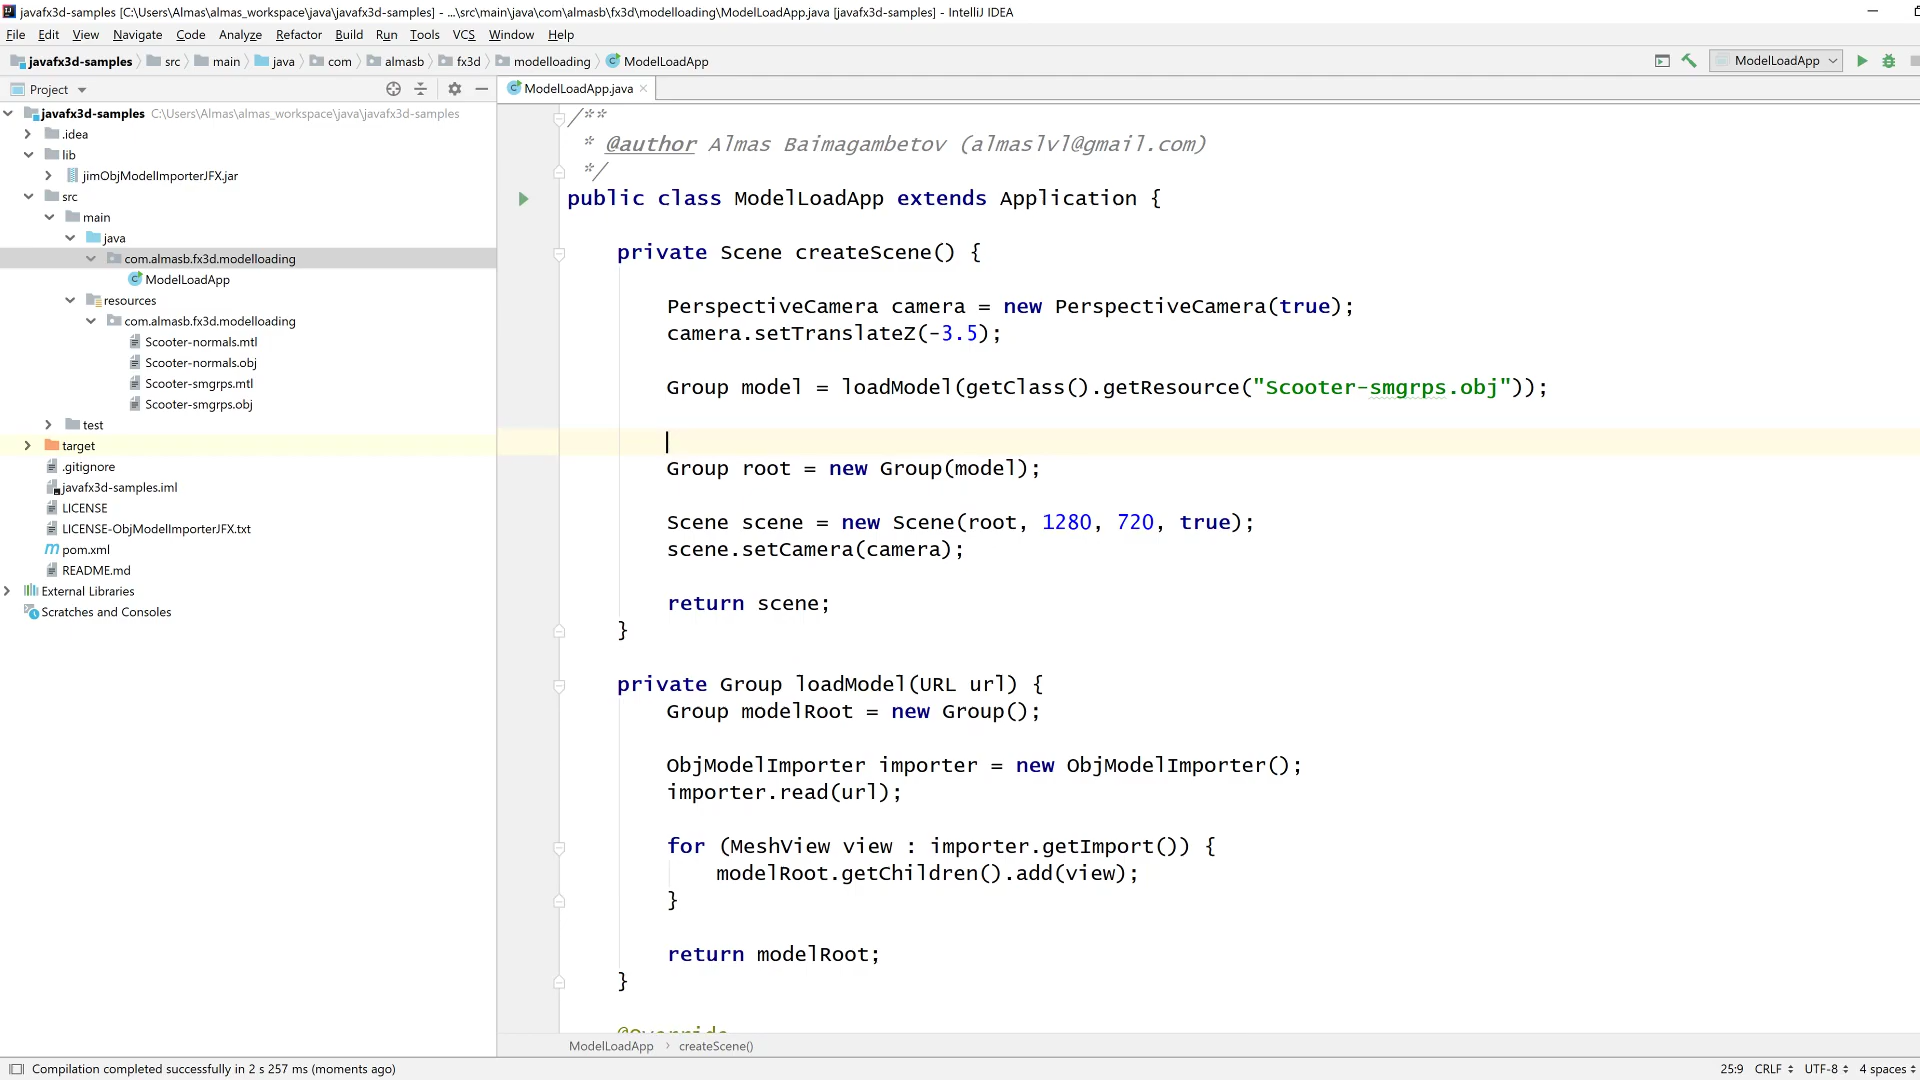 javafx3d-samples [C:\Users\Almas\almas_workspace\java\javafx3d-samples] - ...\src\main\java\com\almasb\fx3d\modelloading\ModelLoadApp.java [javafx3d-samples] - IntelliJ IDEA
File Edit View Navigate Code Analyze Refactor Build Run Tools VCS Window Help
javafx3d-samples src main java com almasb fx3d modelloading ModelLoadApp ModelLoadApp
Project ModelLoadApp.java
javafx3d-samples C:\Users\Almas\almas_workspace\java\javafx3d-samples
.idea
lib
jimObjModelImporterJFX.jar
src
main
java
com.almasb.fx3d.modelloading
ModelLoadApp
resources
com.almasb.fx3d.modelloading
Scooter-normals.mtl
Scooter-normals.obj
Scooter-smgrps.mtl
Scooter-smgrps.obj
test
target
.gitignore
javafx3d-samples.iml
LICENSE
LICENSE-ObjModelImporterJFX.txt
pom.xml
README.md
External Libraries
Scratches and Consoles
/**
* @author Almas Baimagambetov (almaslvl@gmail.com)
*/
public class ModelLoadApp extends Application {
private Scene createScene() {
PerspectiveCamera camera = new PerspectiveCamera(true);
camera.setTranslateZ(-3.5);
Group model = loadModel(getClass().getResource("Scooter-smgrps.obj"));
Group root = new Group(model);
Scene scene = new Scene(root, 1280, 720, true);
scene.setCamera(camera);
return scene;
}
private Group loadModel(URL url) {
Group modelRoot = new Group();
ObjModelImporter importer = new ObjModelImporter();
importer.read(url);
for (MeshView view : importer.getImport()) {
modelRoot.getChildren().add(view);
}
return modelRoot;
}
@Override
ModelLoadApp createScene()
Compilation completed successfully in 2 s 257 ms (moments ago) 25:9 CRLF UTF-8 4 spaces